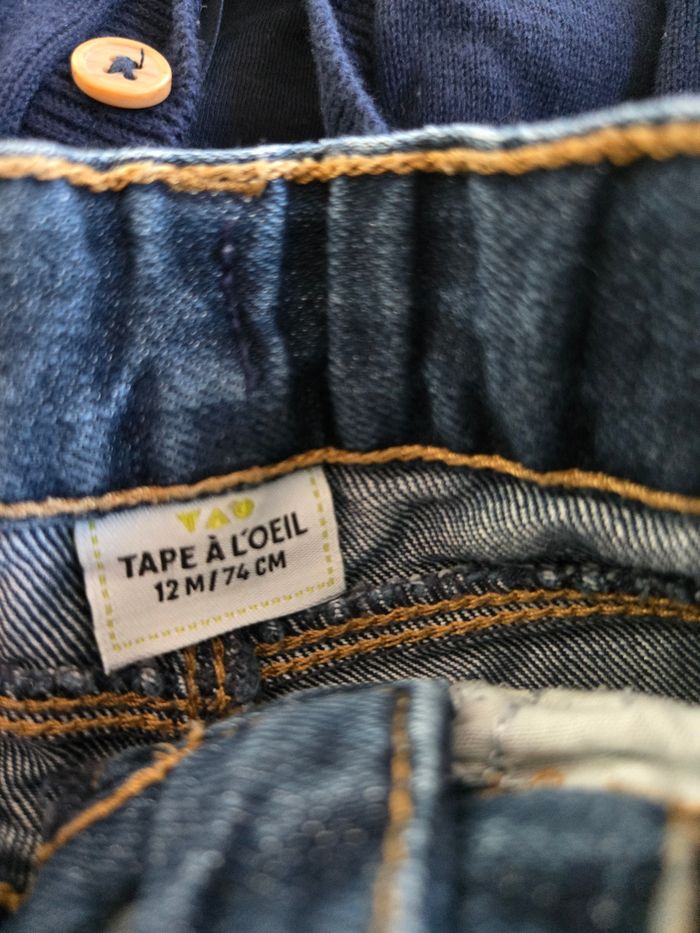 TAO
TAPE À L'OEIL
12 M/74 CM